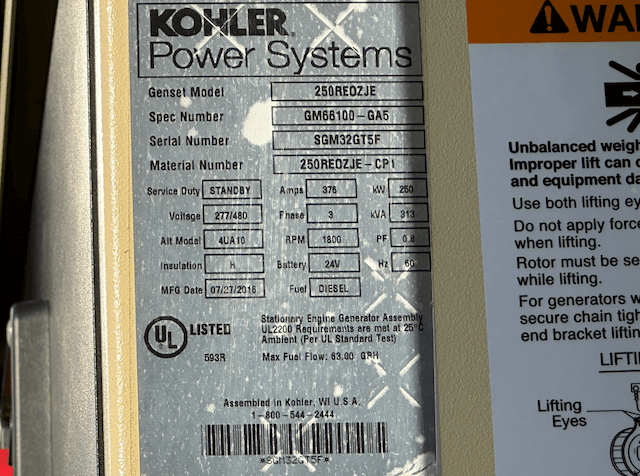 KOHLER
Power Systems
Genset Model 250REOZJE
Spec Number GM66100-GA5
Serial Number SGM32GT5F
Material Number 250REOZJE-CP1
Service Duty STANDBY Amps 376 kW 250
Voltage 277/480 Phase 3 kVA 313
Alt Model 4UA10 RPM 1800 PF 0.8
Insulation H Battery 24V Hz 60
MFG Date 07/27/2016 Fuel DIESEL
UL LISTED
593R
Stationary Engine Generator Assembly
UL2200 Requirements are met at 25°C
Ambient (Per UL Standard Test)
Max Fuel Flow: 63.00 GPH
Assembled in Kohler, WI U.S.A.
1-800-544-2444
*SGM32GT5F*
WAR
Unbalanced weigh
Improper lift can c
and equipment da
Use both lifting ey
Do not apply force
when lifting.
Rotor must be se
while lifting.
For generators w
secure chain tigh
end bracket liftin
LIFTI
Lifting
Eyes